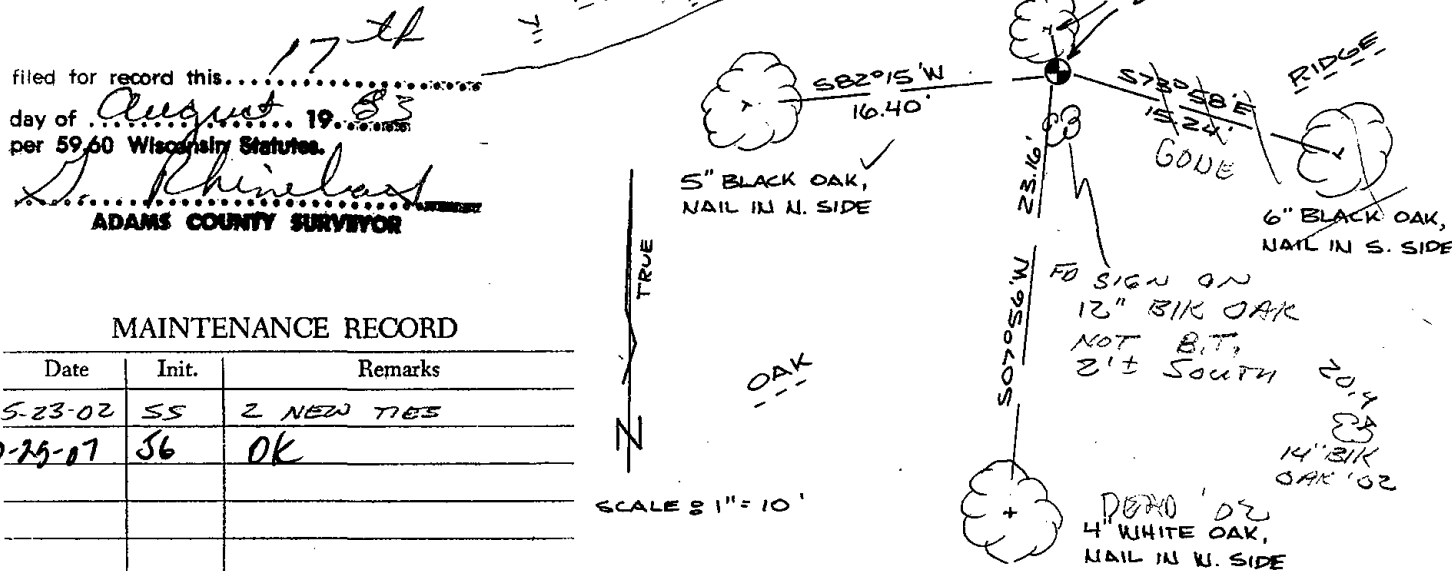 filed for record this 17th
day of August 19 83
per 59.60 Wisconsin Statutes.
ADAMS COUNTY SURVEYOR
MAINTENANCE RECORD
Date Init. Remarks
5-23-02 SS 2 NEW TIES
-25-07 OK
TRUE
N
SCALE : 1" = 10'
S82°15'W
16.40'
5" BLACK OAK,
NAIL IN N. SIDE
S73°58'E
15.24'
GONE
RIDGE
6" BLACK OAK,
NAIL IN S. SIDE
23.16'
S07°56'W
FD SIGN ON
12" BlK OAK
NOT B.T.
2'± SOUTH
OAK
20.4
14" BlK
OAK '02
DEAD '02
4" WHITE OAK,
NAIL IN W. SIDE